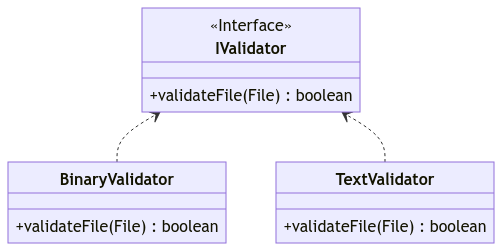 «Interface»
IValidator
+validateFile(File) : boolean
BinaryValidator
+validateFile(File) : boolean
TextValidator
+validateFile(File) : boolean